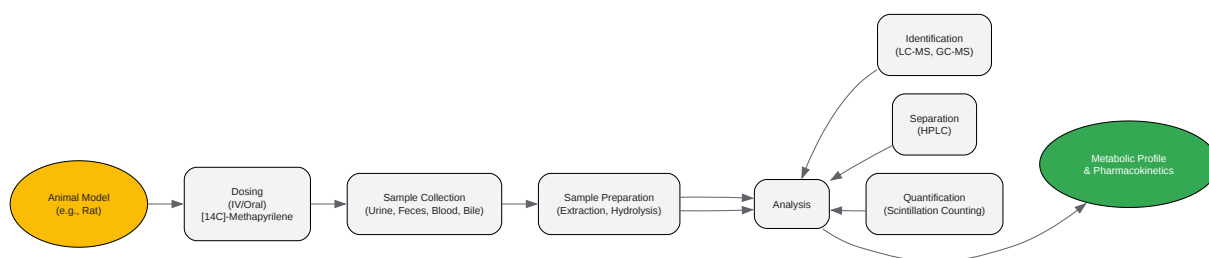 Animal Model
(e.g., Rat)
Dosing
(IV/Oral)
[14C]-Methapyrilene
Sample Collection
(Urine, Feces, Blood, Bile)
Sample Preparation
(Extraction, Hydrolysis)
Analysis
Identification
(LC-MS, GC-MS)
Separation
(HPLC)
Quantification
(Scintillation Counting)
Metabolic Profile
& Pharmacokinetics